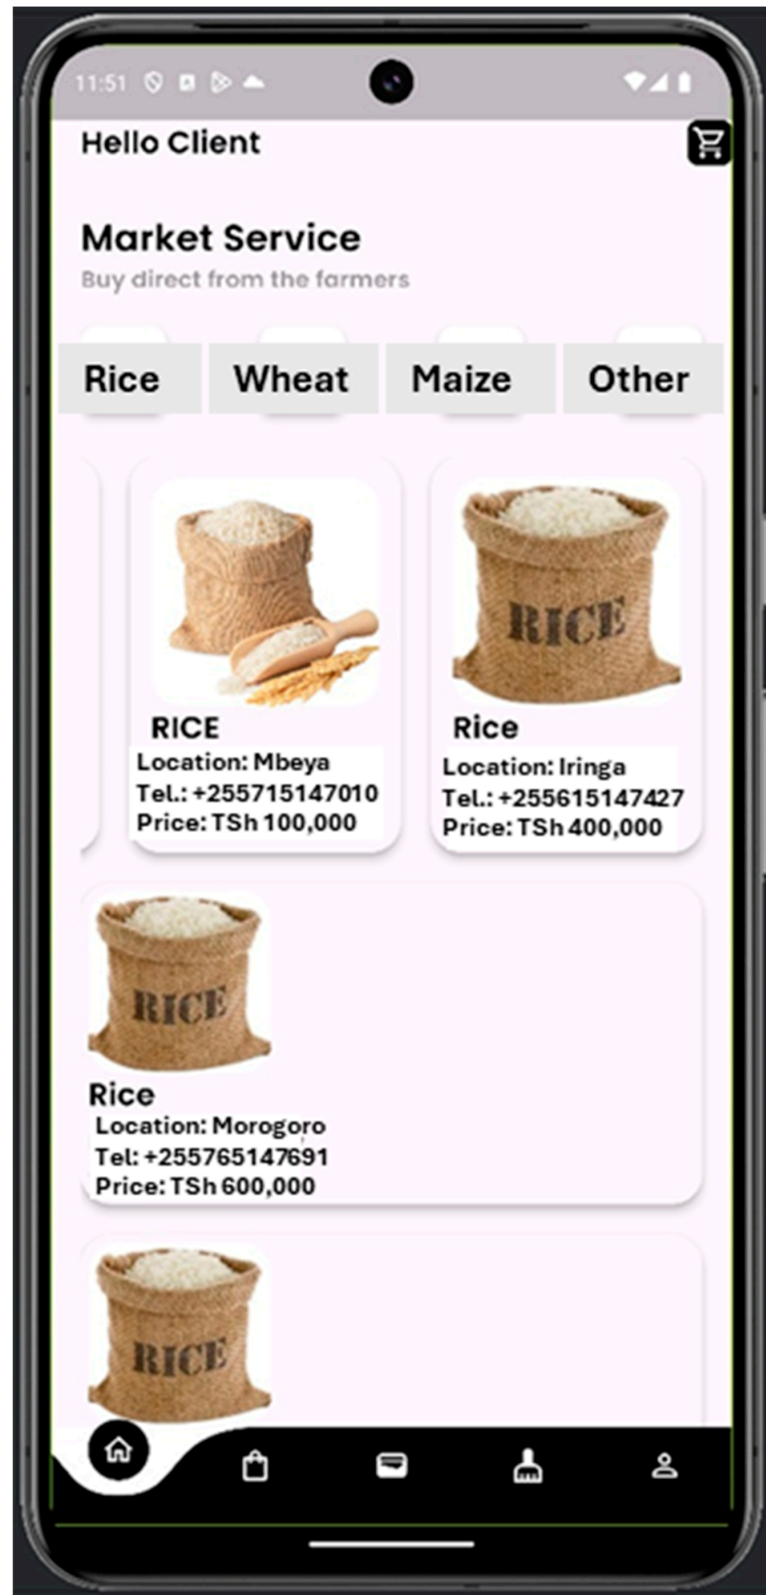 11:51
Hello Client
Market Service
Buy direct from the farmers
Rice Wheat Maize Other
RICE
RICE
Location: Mbeya
Tel.: +255715147010
Price: TSh 100,000
Rice
Location: Iringa
Tel.: +255615147427
Price: TSh 400,000
RICE
Rice
Location: Morogoro
Tel: +255765147691
Price: TSh 600,000
RICE